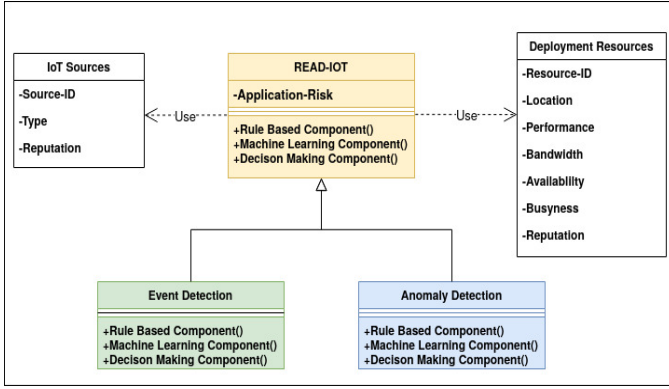 IoT Sources
-Source-ID
-Type
-Reputation
Use
READ-IOT
-Application-Risk
+Rule Based Component()
+Machine Learning Component()
+Decison Making Component()
Use
Deployment Resources
-Resource-ID
-Location
-Performance
-Bandwidth
-Availability
-Busyness
-Reputation
Event Detection
+Rule Based Component()
+Machine Learning Component()
+Decison Making Component()
Anomaly Detection
+Rule Based Component()
+Machine Learning Component()
+Decison Making Component()